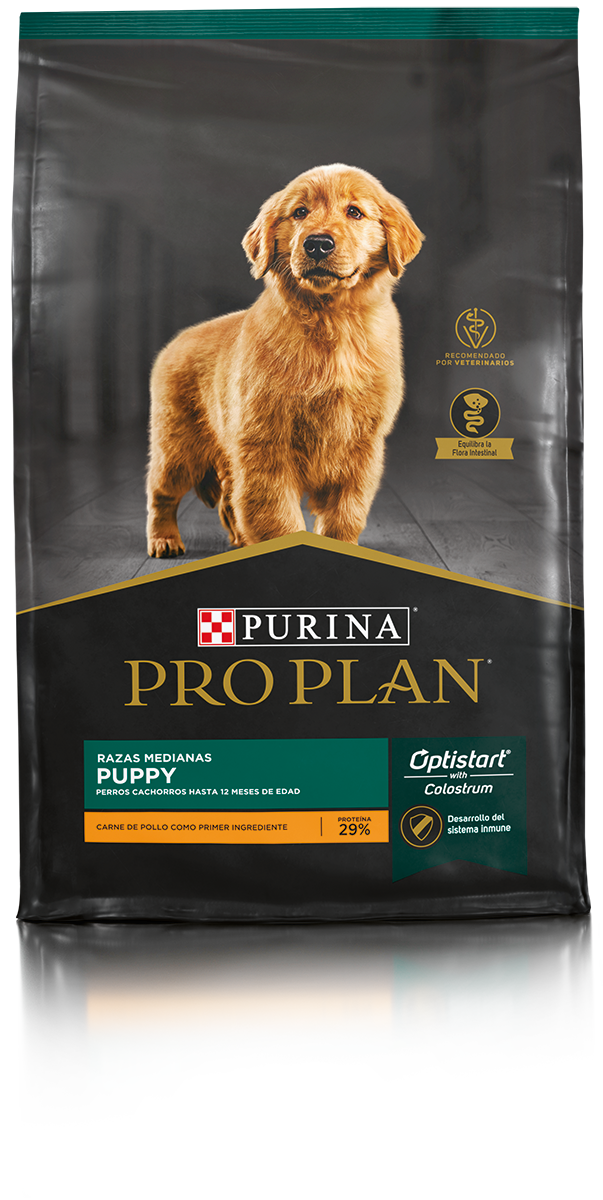 RECOMENDADO
POR VETERINARIOS
Equilibra la
Flora Intestinal
PURINA®
PRO PLAN®
RAZAS MEDIANAS
PUPPY
PERROS CACHORROS HASTA 12 MESES DE EDAD
CARNE DE POLLO COMO PRIMER INGREDIENTE
PROTEÍNA
29%
Optistart®
with
Colostrum
Desarrollo del
sistema inmune